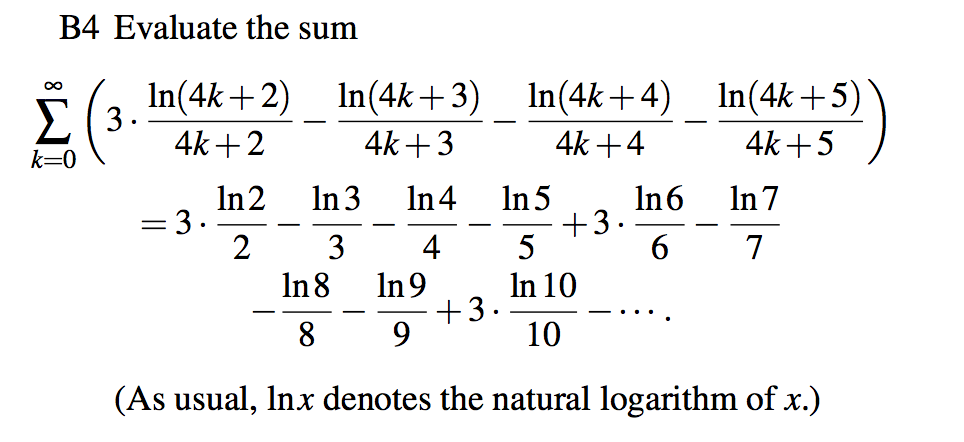 B4 Evaluate the sum
\sum_{k=0}^{\infty} \left( 3 \cdot \frac{\ln(4k+2)}{4k+2} - \frac{\ln(4k+3)}{4k+3} - \frac{\ln(4k+4)}{4k+4} - \frac{\ln(4k+5)}{4k+5} \right)
= 3 \cdot \frac{\ln 2}{2} - \frac{\ln 3}{3} - \frac{\ln 4}{4} - \frac{\ln 5}{5} + 3 \cdot \frac{\ln 6}{6} - \frac{\ln 7}{7}
- \frac{\ln 8}{8} - \frac{\ln 9}{9} + 3 \cdot \frac{\ln 10}{10} - \cdots .
(As usual, ln x denotes the natural logarithm of x.)